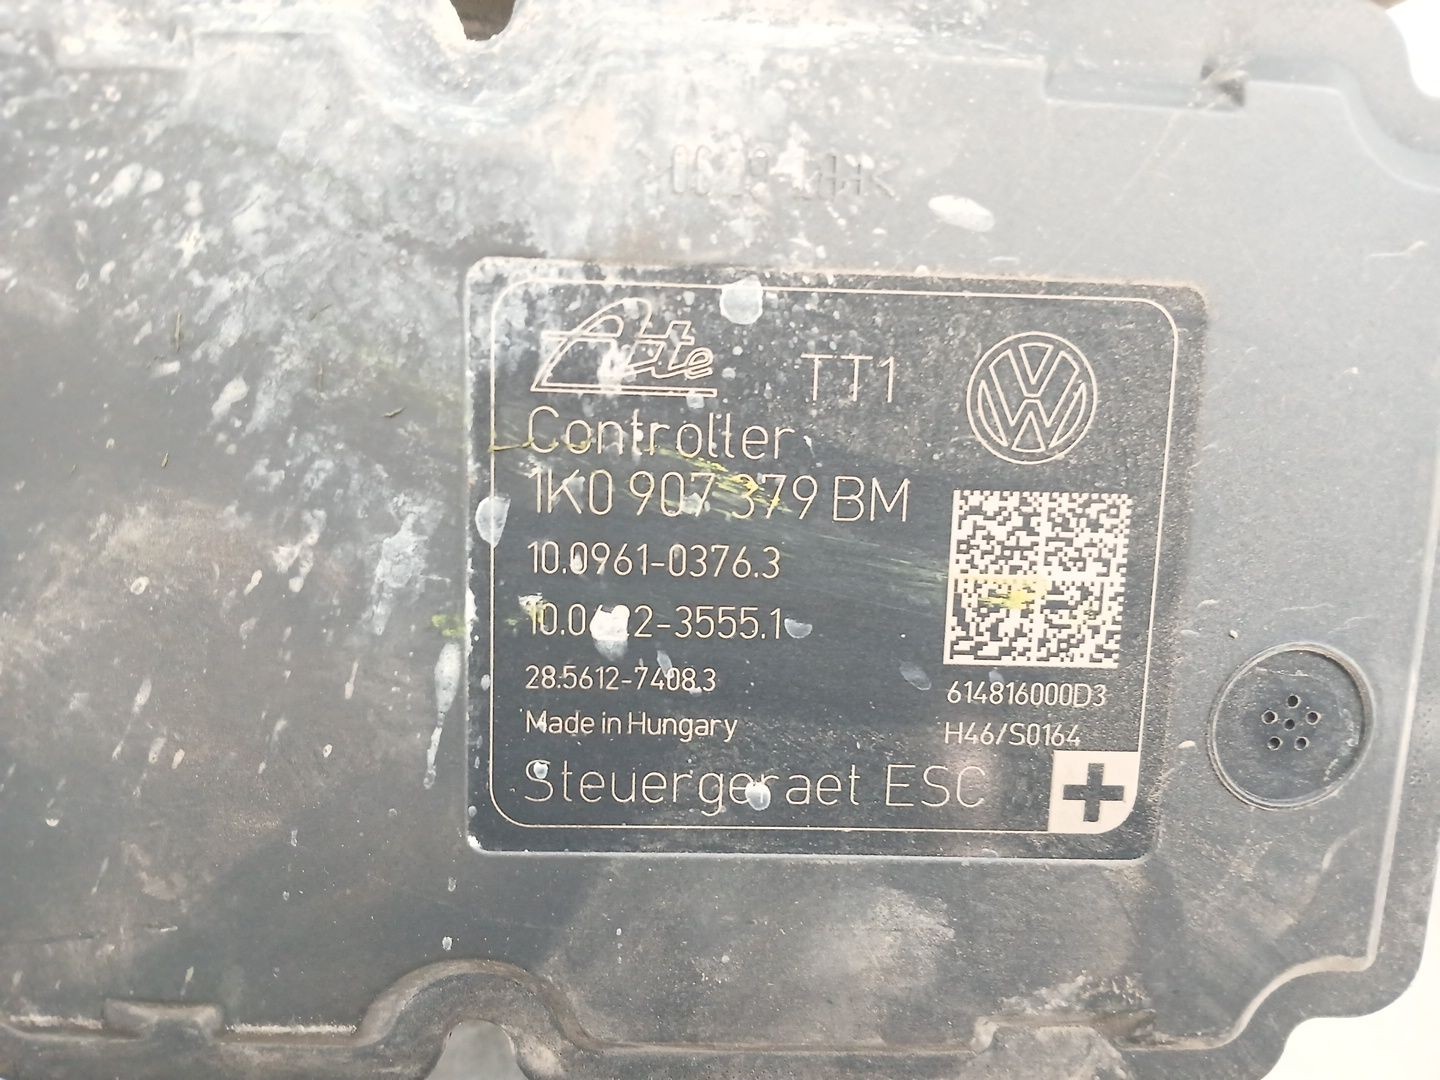 Ate
TT1
Controller
1K0 907 379 BM
10.0961-0376.3
28.5612-7408.3
Made in Hungary
Steuergeraet ESC
614816000D3
H46/S0164